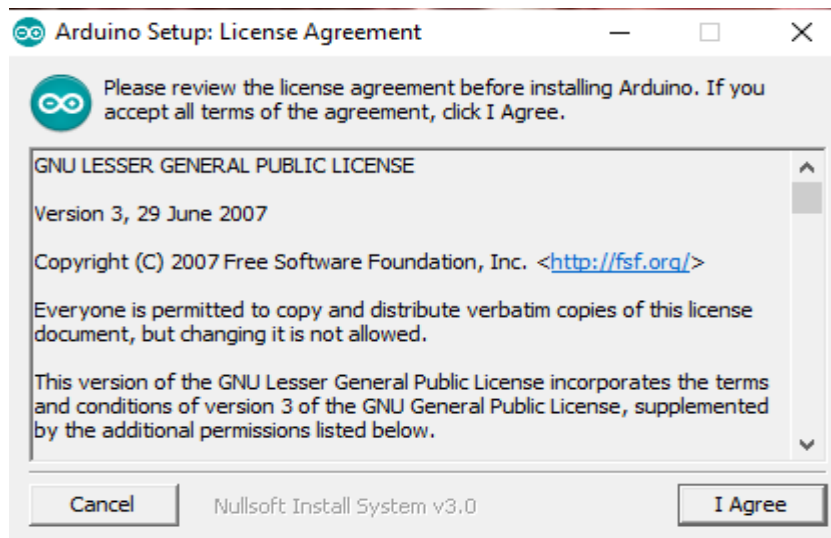 Arduino Setup: License Agreement
Please review the license agreement before installing Arduino. If you
accept all terms of the agreement, click I Agree.
GNU LESSER GENERAL PUBLIC LICENSE
Version 3, 29 June 2007
Copyright (C) 2007 Free Software Foundation, Inc. <http://fsf.org/>
Everyone is permitted to copy and distribute verbatim copies of this license
document, but changing it is not allowed.
This version of the GNU Lesser General Public License incorporates the terms
and conditions of version 3 of the GNU General Public License, supplemented
by the additional permissions listed below.
Cancel
Nullsoft Install System v3.0
I Agree